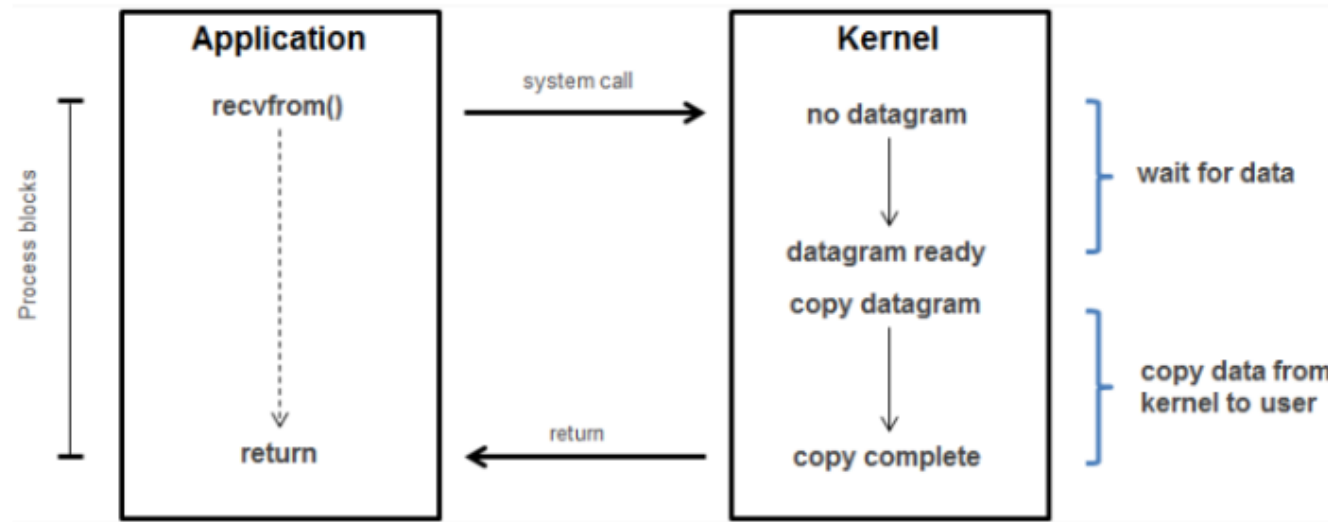 Application
Kernel
recvfrom()
system call
no datagram
wait for data
Process blocks
datagram ready
copy datagram
copy data from
kernel to user
return
return
copy complete